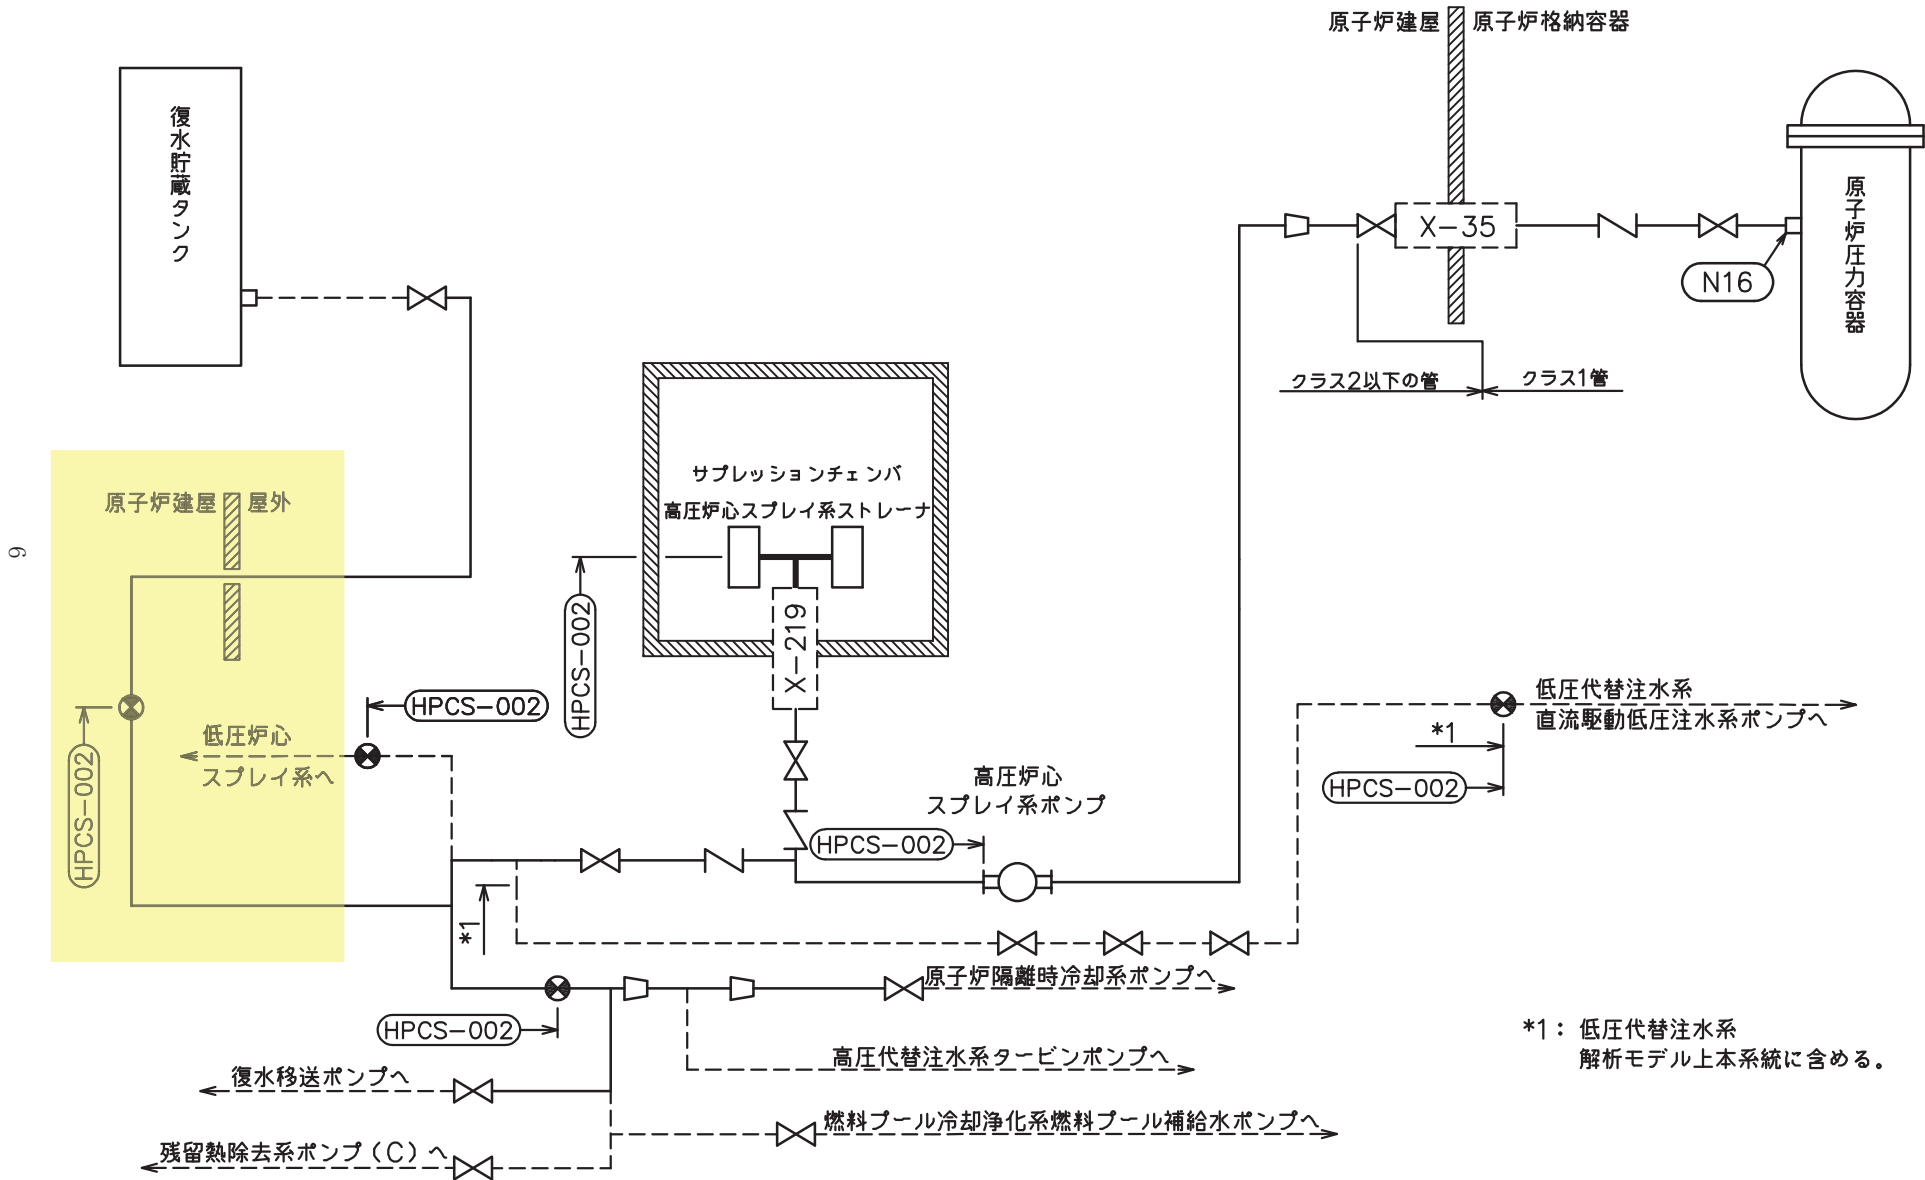 原子炉建屋
原子炉格納容器
復水貯蔵タンク
原子炉圧力容器
X-35
N16
クラス2以下の管
クラス1管
サプレッションチェンバ
高圧炉心スプレイ系ストレーナ
原子炉建屋
屋外
6
HPCS-002
X-219
HPCS-002
HPCS-002
低圧炉心
スプレイ系へ
低圧代替注水系
直流駆動低圧注水系ポンプへ
*1
HPCS-002
高圧炉心
スプレイ系ポンプ
HPCS-002
*1
原子炉隔離時冷却系ポンプへ
HPCS-002
高圧代替注水系タービンポンプへ
*1: 低圧代替注水系
解析モデル上本系統に含める。
復水移送ポンプへ
燃料プール冷却浄化系燃料プール補給水ポンプへ
残留熱除去系ポンプ(C)へ